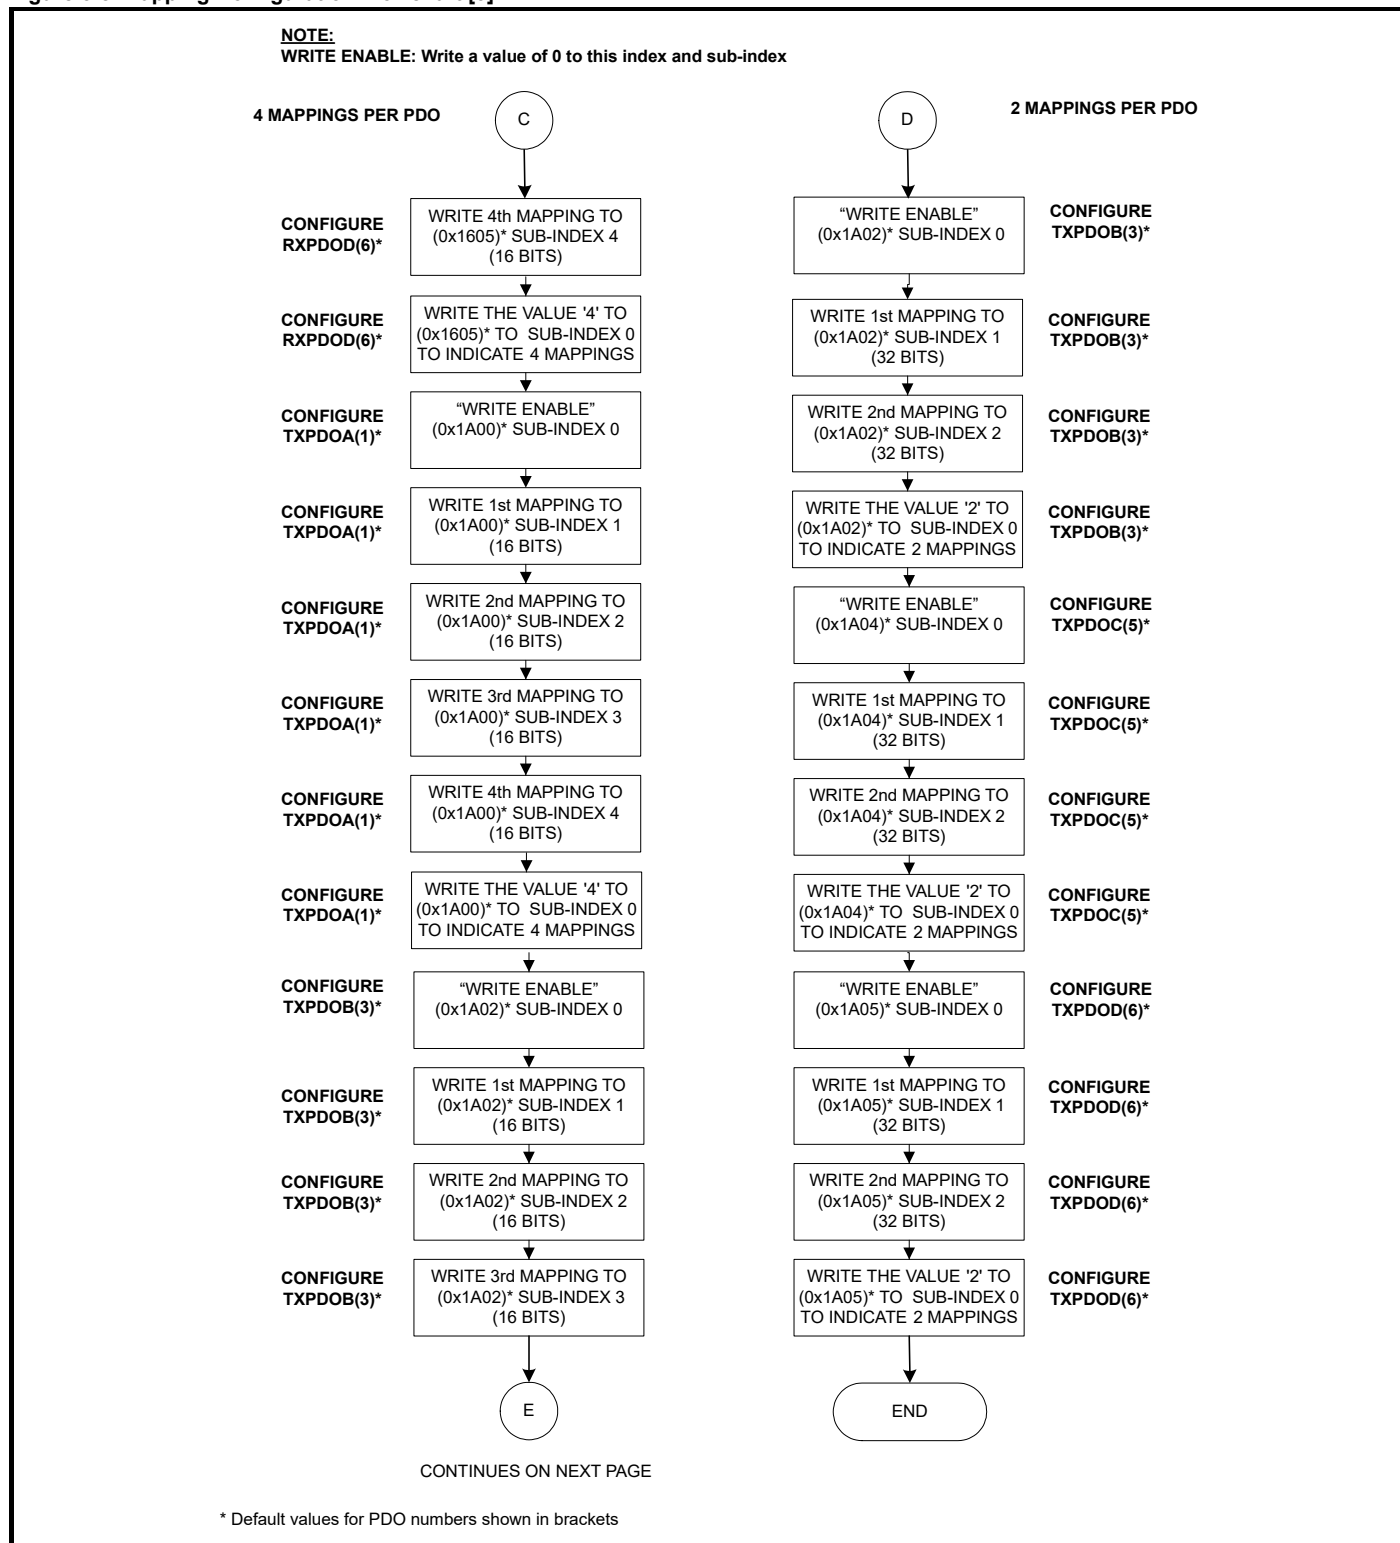 NOTE:
WRITE ENABLE: Write a value of 0 to this index and sub-index
4 MAPPINGS PER PDO
C
CONFIGURE
RXPDOD(6)*
WRITE 4th MAPPING TO
(0x1605)* SUB-INDEX 4
(16 BITS)
CONFIGURE
RXPDOD(6)*
WRITE THE VALUE '4' TO
(0x1605)* TO SUB-INDEX 0
TO INDICATE 4 MAPPINGS
CONFIGURE
TXPDOA(1)*
“WRITE ENABLE”
(0x1A00)* SUB-INDEX 0
CONFIGURE
TXPDOA(1)*
WRITE 1st MAPPING TO
(0x1A00)* SUB-INDEX 1
(16 BITS)
CONFIGURE
TXPDOA(1)*
WRITE 2nd MAPPING TO
(0x1A00)* SUB-INDEX 2
(16 BITS)
CONFIGURE
TXPDOA(1)*
WRITE 3rd MAPPING TO
(0x1A00)* SUB-INDEX 3
(16 BITS)
CONFIGURE
TXPDOA(1)*
WRITE 4th MAPPING TO
(0x1A00)* SUB-INDEX 4
(16 BITS)
CONFIGURE
TXPDOA(1)*
WRITE THE VALUE '4' TO
(0x1A00)* TO SUB-INDEX 0
TO INDICATE 4 MAPPINGS
CONFIGURE
TXPDOB(3)*
“WRITE ENABLE”
(0x1A02)* SUB-INDEX 0
CONFIGURE
TXPDOB(3)*
WRITE 1st MAPPING TO
(0x1A02)* SUB-INDEX 1
(16 BITS)
CONFIGURE
TXPDOB(3)*
WRITE 2nd MAPPING TO
(0x1A02)* SUB-INDEX 2
(16 BITS)
CONFIGURE
TXPDOB(3)*
WRITE 3rd MAPPING TO
(0x1A02)* SUB-INDEX 3
(16 BITS)
E
CONTINUES ON NEXT PAGE
D
2 MAPPINGS PER PDO
“WRITE ENABLE”
(0x1A02)* SUB-INDEX 0
CONFIGURE
TXPDOB(3)*
WRITE 1st MAPPING TO
(0x1A02)* SUB-INDEX 1
(32 BITS)
CONFIGURE
TXPDOB(3)*
WRITE 2nd MAPPING TO
(0x1A02)* SUB-INDEX 2
(32 BITS)
CONFIGURE
TXPDOB(3)*
WRITE THE VALUE '2' TO
(0x1A02)* TO SUB-INDEX 0
TO INDICATE 2 MAPPINGS
CONFIGURE
TXPDOB(3)*
“WRITE ENABLE”
(0x1A04)* SUB-INDEX 0
CONFIGURE
TXPDOC(5)*
WRITE 1st MAPPING TO
(0x1A04)* SUB-INDEX 1
(32 BITS)
CONFIGURE
TXPDOC(5)*
WRITE 2nd MAPPING TO
(0x1A04)* SUB-INDEX 2
(32 BITS)
CONFIGURE
TXPDOC(5)*
WRITE THE VALUE '2' TO
(0x1A04)* TO SUB-INDEX 0
TO INDICATE 2 MAPPINGS
CONFIGURE
TXPDOC(5)*
“WRITE ENABLE”
(0x1A05)* SUB-INDEX 0
CONFIGURE
TXPDOD(6)*
WRITE 1st MAPPING TO
(0x1A05)* SUB-INDEX 1
(32 BITS)
CONFIGURE
TXPDOD(6)*
WRITE 2nd MAPPING TO
(0x1A05)* SUB-INDEX 2
(32 BITS)
CONFIGURE
TXPDOD(6)*
WRITE THE VALUE '2' TO
(0x1A05)* TO SUB-INDEX 0
TO INDICATE 2 MAPPINGS
CONFIGURE
TXPDOD(6)*
END
* Default values for PDO numbers shown in brackets